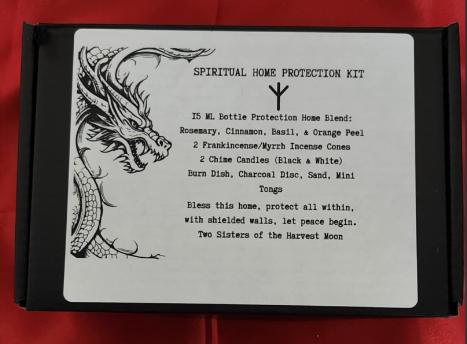 SPIRITUAL HOME PROTECTION KIT
ᛉ
15 ML Bottle Protection Home Blend:
Rosemary, Cinnamon, Basil, & Orange Peel
2 Frankincense/Myrrh Incense Cones
2 Chime Candles (Black & White)
Burn Dish, Charcoal Disc, Sand, Mini
Tongs
Bless this home, protect all within,
with shielded walls, let peace begin.
Two Sisters of the Harvest Moon